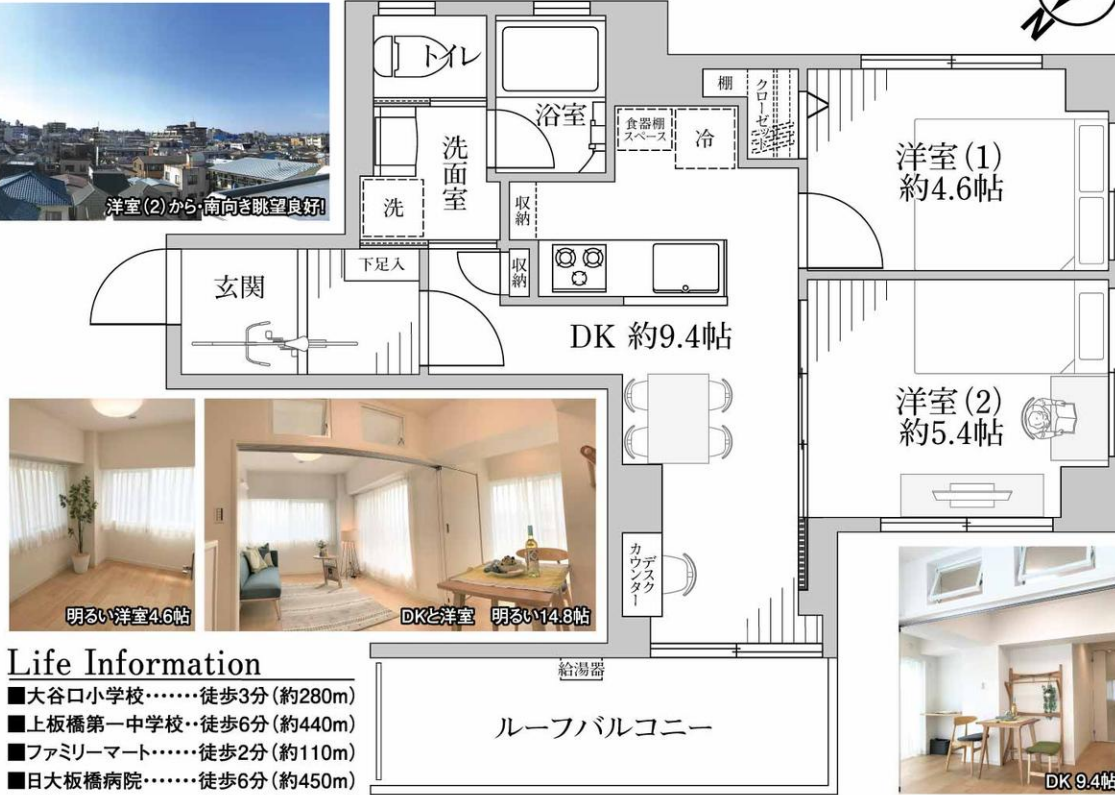 N
トイレ
浴室
洗面室
洗
棚
クローゼット
食器棚
スペース
冷
洋室(1)
約4.6帖
洋室(2)から・南向き眺望良好!
収納
下足入
収納
玄関
DK 約9.4帖
洋室(2)
約5.4帖
デスク
カウンター
明るい洋室4.6帖
DKと洋室 明るい14.8帖
Life Information
■大谷口小学校・・・・・・・徒歩3分(約280m)
■上板橋第一中学校・・徒歩6分(約440m)
■ファミリーマート・・・・・・徒歩2分(約110m)
■日大板橋病院・・・・・・・徒歩6分(約450m)
給湯器
ルーフバルコニー
DK 9.4帖